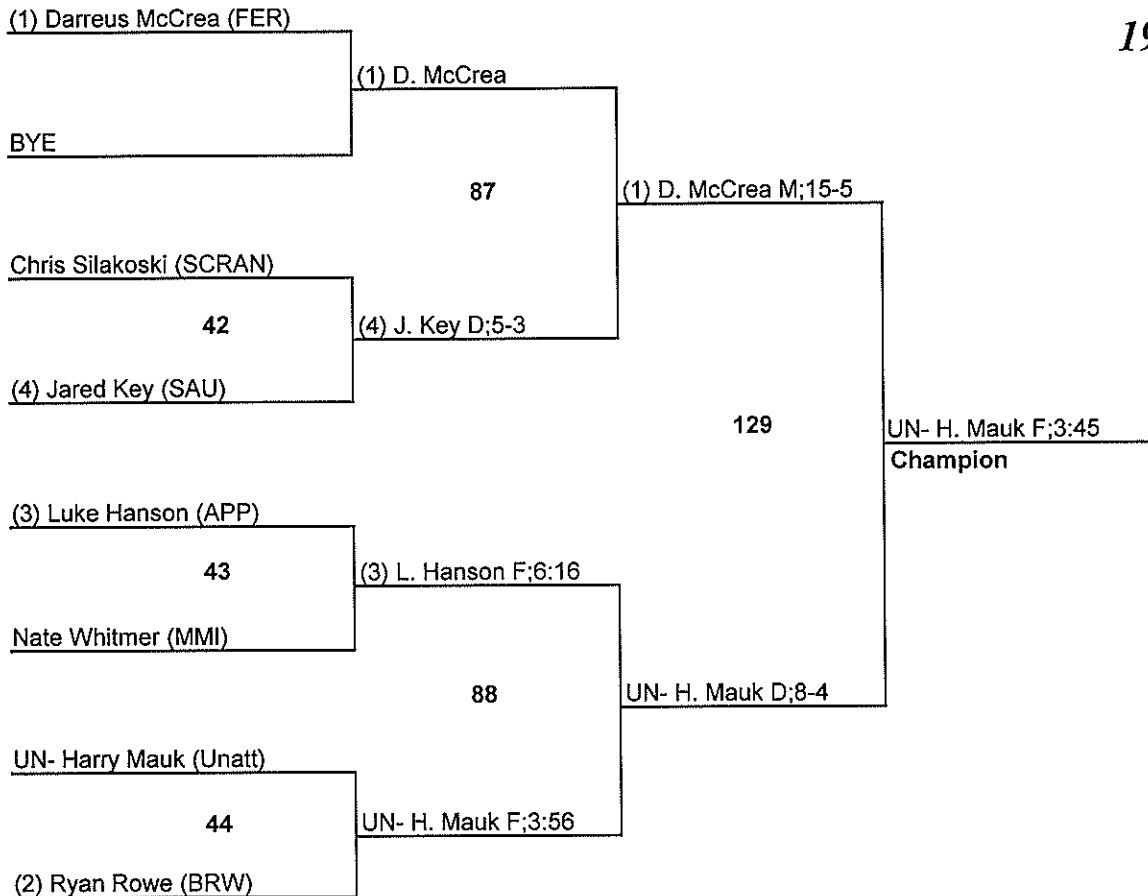 (1) Darreus McCrea (FER)
19
(1) D. McCrea
BYE
87
(1) D. McCrea M;15-5
Chris Silakoski (SCRAN)
42
(4) J. Key D;5-3
(4) Jared Key (SAU)
129
UN- H. Mauk F;3:45
Champion
(3) Luke Hanson (APP)
43
(3) L. Hanson F;6:16
Nate Whitmer (MMI)
88
UN- H. Mauk D;8-4
UN- Harry Mauk (Unatt)
44
UN- H. Mauk F;3:56
(2) Ryan Rowe (BRW)